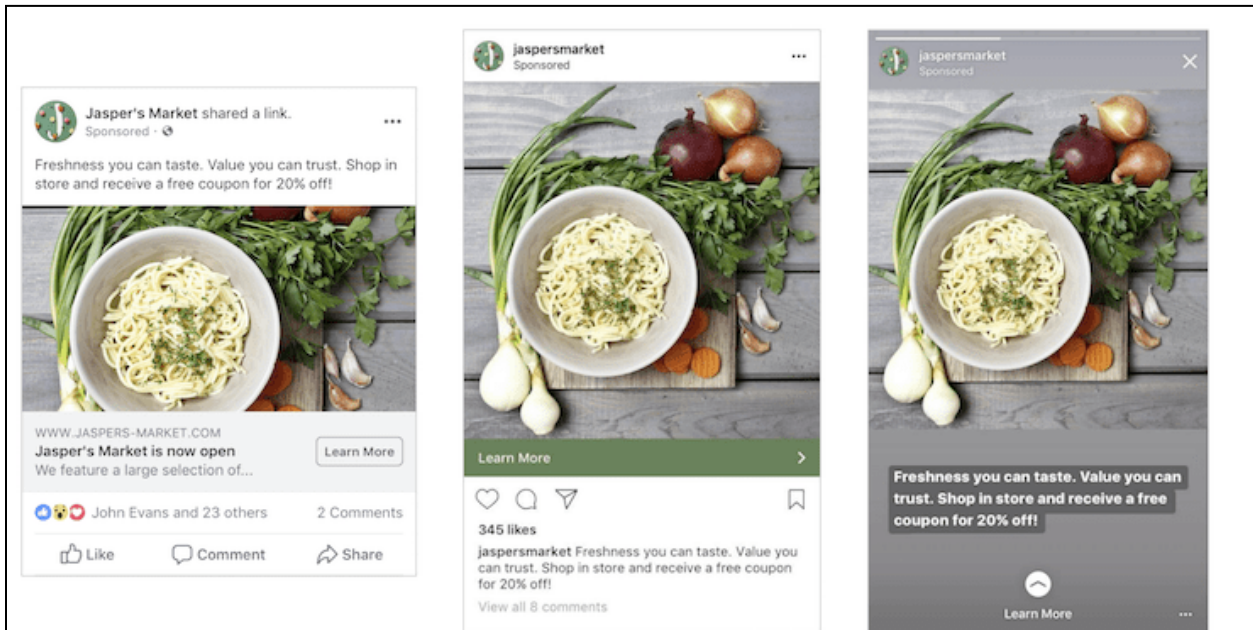 Jasper's Market shared a link.
Sponsored ·
Freshness you can taste. Value you can trust. Shop in
store and receive a free coupon for 20% off!
WWW.JASPERS-MARKET.COM
Jasper's Market is now open
We feature a large selection of...
Learn More
John Evans and 23 others
2 Comments
Like
Comment
Share
jaspersmarket
Sponsored
Learn More
345 likes
jaspersmarket Freshness you can taste. Value you
can trust. Shop in store and receive a free coupon
for 20% off!
View all 8 comments
jaspersmarket
Sponsored
Freshness you can taste. Value you can
trust. Shop in store and receive a free
coupon for 20% off!
Learn More